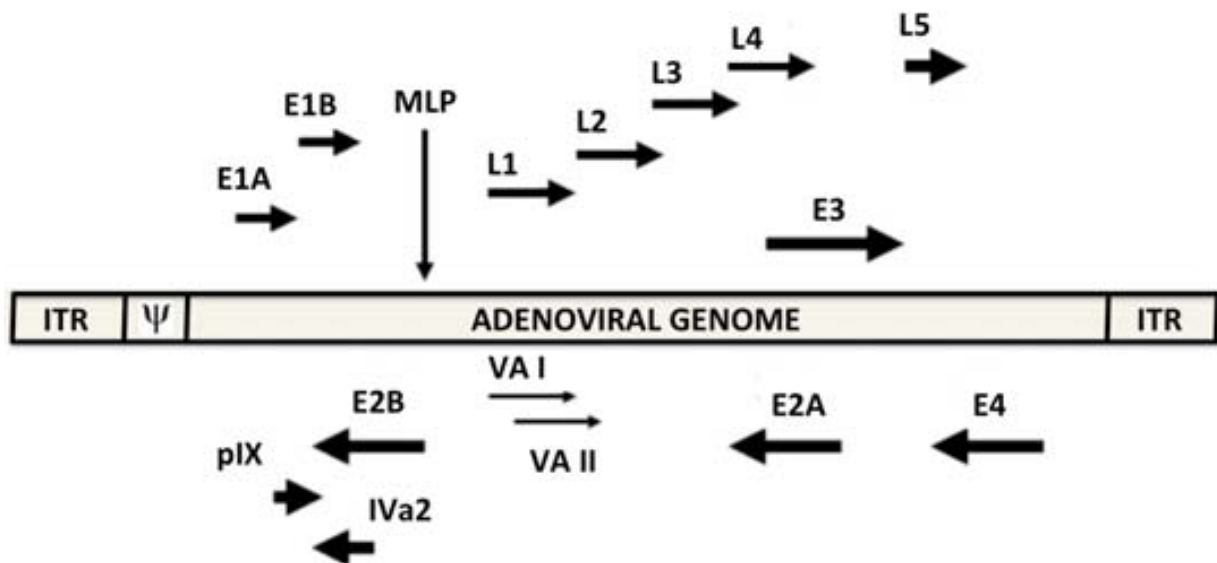 L5
L4
L3
E1B
MLP
L2
L1
E1A
E3
ITR Ψ ADENOVIRAL GENOME ITR
VA I
E2B
E2A
E4
pIX
VA II
IVa2